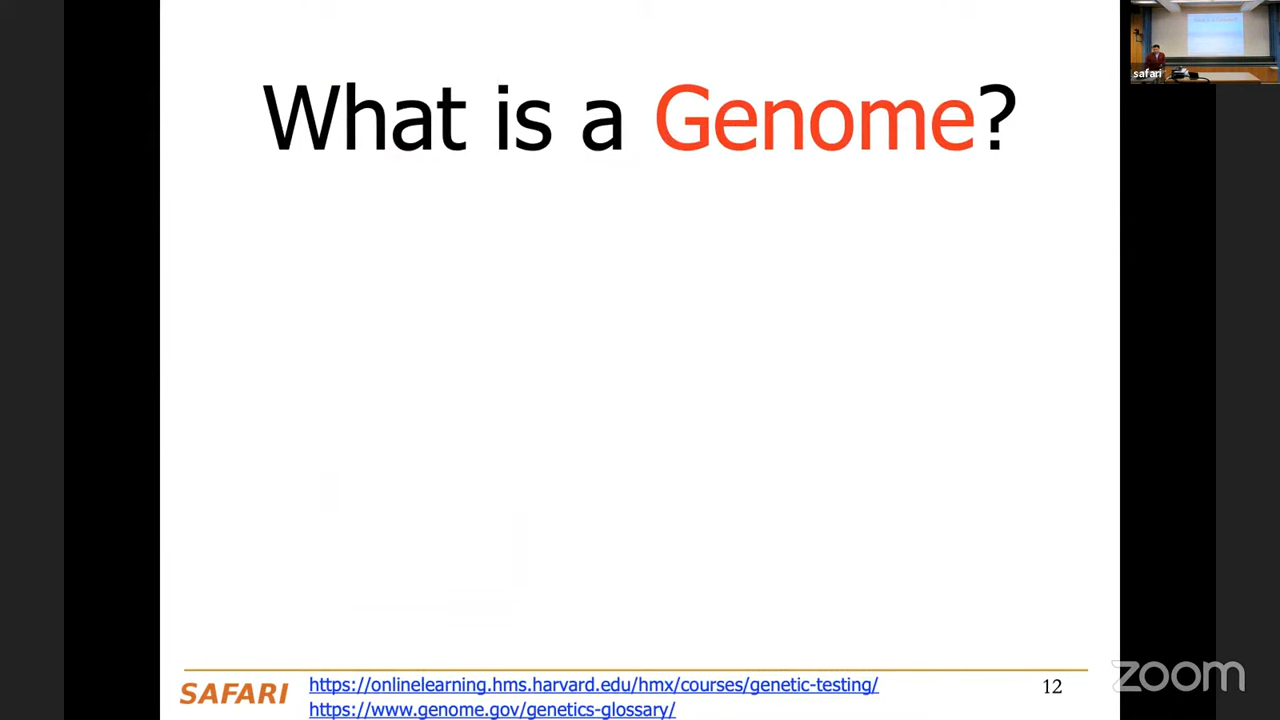 What is a Genome?
safari
SAFARI
https://onlinelearning.hms.harvard.edu/hmx/courses/genetic-testing/
https://www.genome.gov/genetics-glossary/
12
zoom